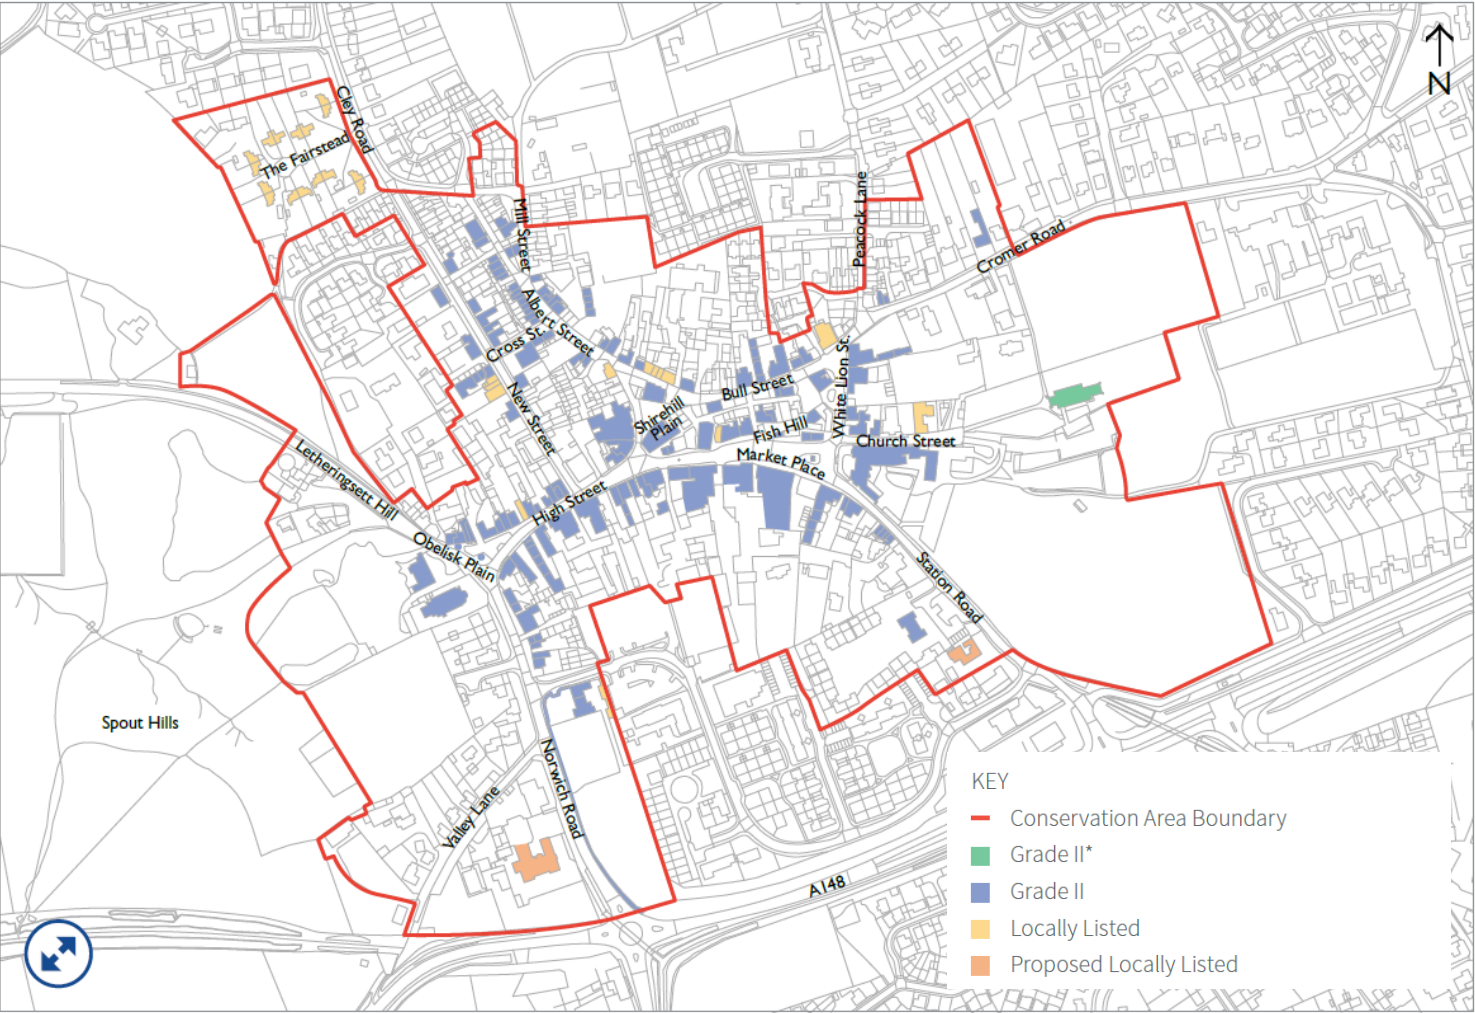 N
Cley Road
The Fairstead
Mill Street
Peacock Lane
Cromer Road
Albert Street
Cross St.
New Street
Bull Street
White Lion St.
Shirehill
Plain
Fish Hill
Church Street
Market Place
Letheringsett Hill
High Street
Obelisk Plain
Station Road
Spout Hills
Norwich Road
Valley Lane
A148
KEY
Conservation Area Boundary
Grade II*
Grade II
Locally Listed
Proposed Locally Listed